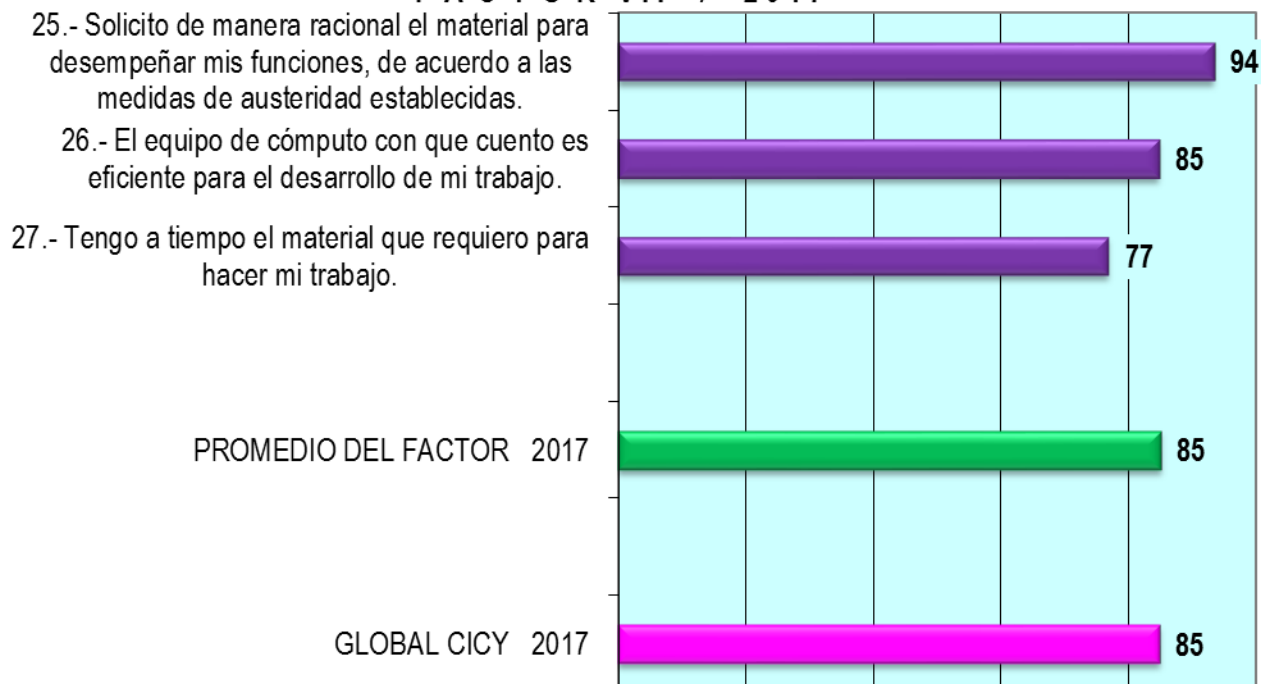 25.- Solicito de manera racional el material para
desempeñar mis funciones, de acuerdo a las
medidas de austeridad establecidas.
94
26.- El equipo de cómputo con que cuento es
eficiente para el desarrollo de mi trabajo.
85
27.- Tengo a tiempo el material que requiero para
hacer mi trabajo.
77
PROMEDIO DEL FACTOR 2017
85
GLOBAL CICY 2017
85